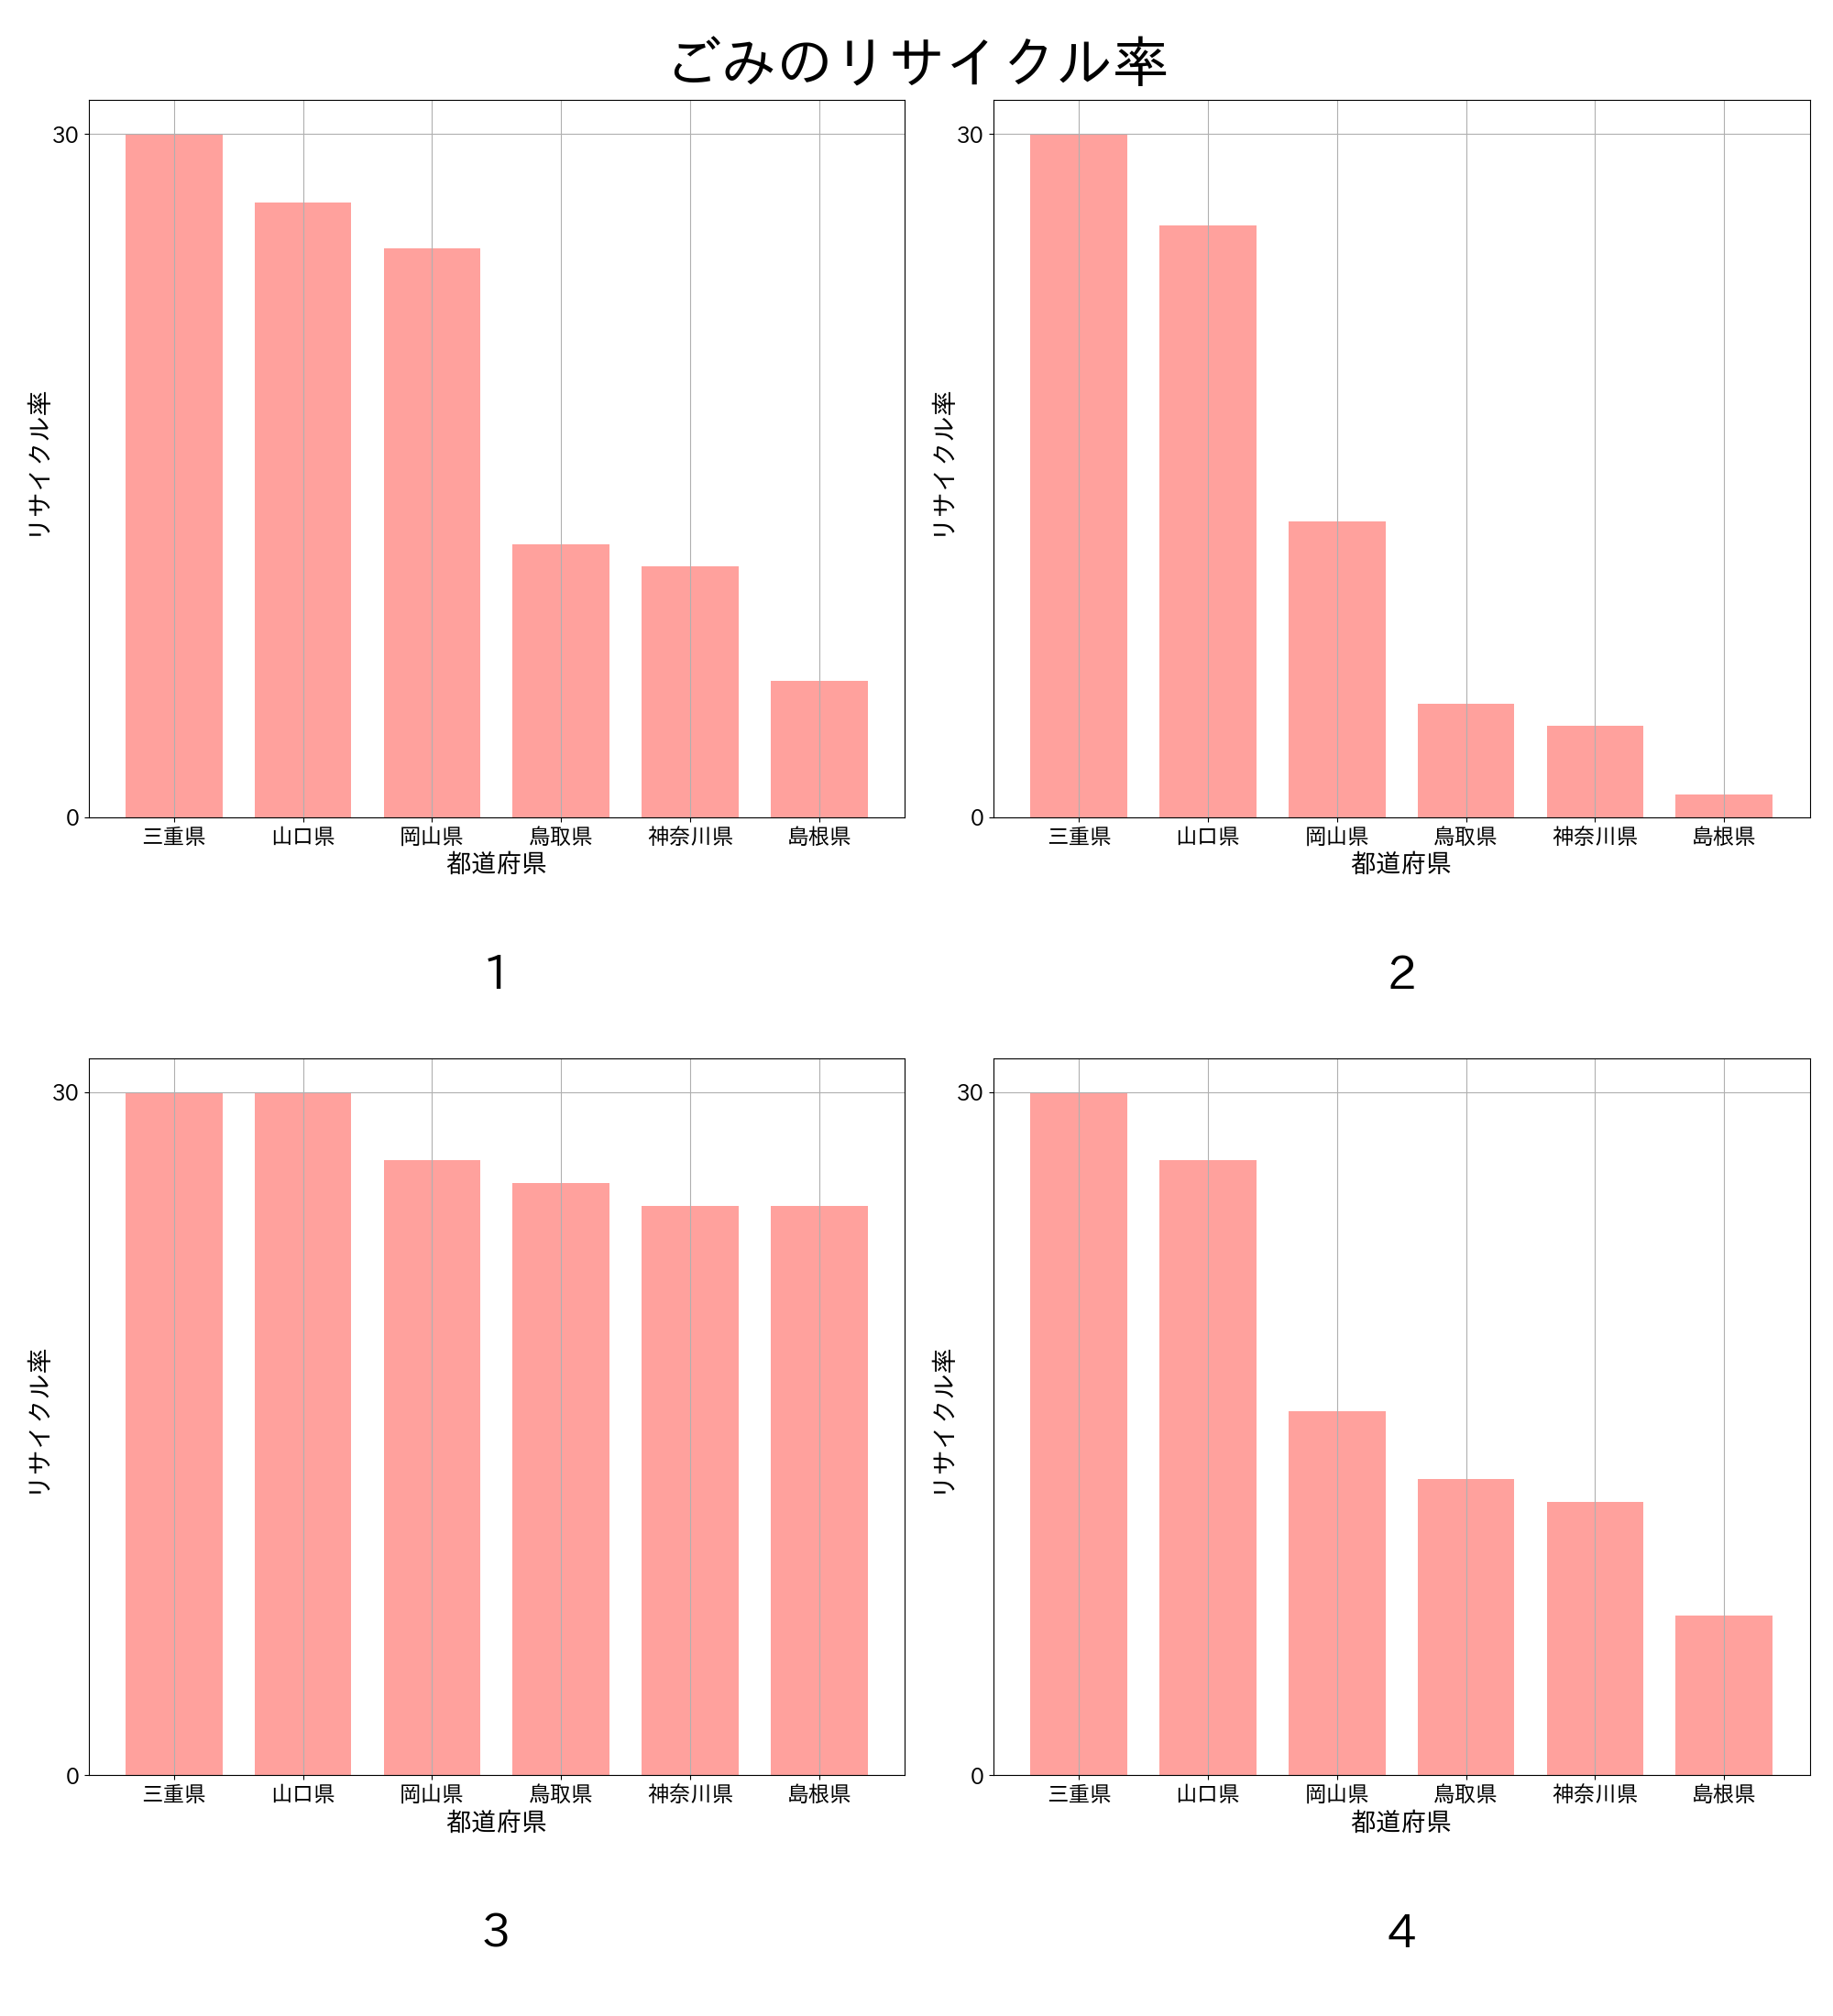 ごみのリサイクル率
30
0
リサイクル率
三重県 山口県 岡山県 鳥取県 神奈川県 島根県
都道府県
1
30
0
リサイクル率
三重県 山口県 岡山県 鳥取県 神奈川県 島根県
都道府県
2
30
0
リサイクル率
三重県 山口県 岡山県 鳥取県 神奈川県 島根県
都道府県
3
30
0
リサイクル率
三重県 山口県 岡山県 鳥取県 神奈川県 島根県
都道府県
4